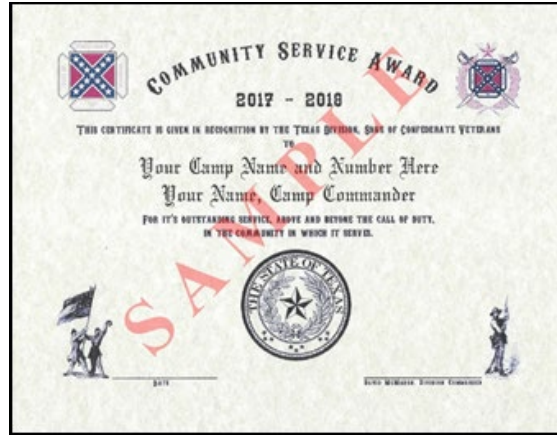 COMMUNITY SERVICE AWARD
2017 - 2018
THIS CERTIFICATE IS GIVEN IN RECOGNITION BY THE TEXAS DIVISION, SONS OF CONFEDERATE VETERANS
TO
Your Camp Name and Number Here
Your Name, Camp Commander
FOR IT'S OUTSTANDING SERVICE, ABOVE AND BEYOND THE CALL OF DUTY,
IN THE COMMUNITY IN WHICH IT SERVES.
SAMPLE
THE STATE OF TEXAS
DATE
DAVID MCMAHON, DIVISION COMMANDER